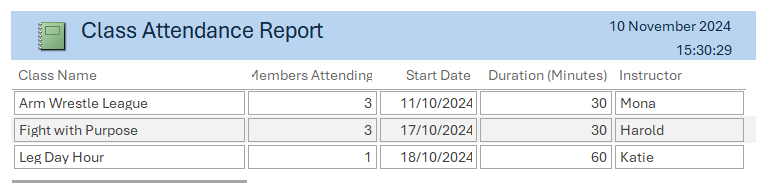 Class Attendance Report
10 November 2024
15:30:29
Class Name Members Attending Start Date Duration (Minutes) Instructor
Arm Wrestle League 3 11/10/2024 30 Mona
Fight with Purpose 3 17/10/2024 30 Harold
Leg Day Hour 1 18/10/2024 60 Katie